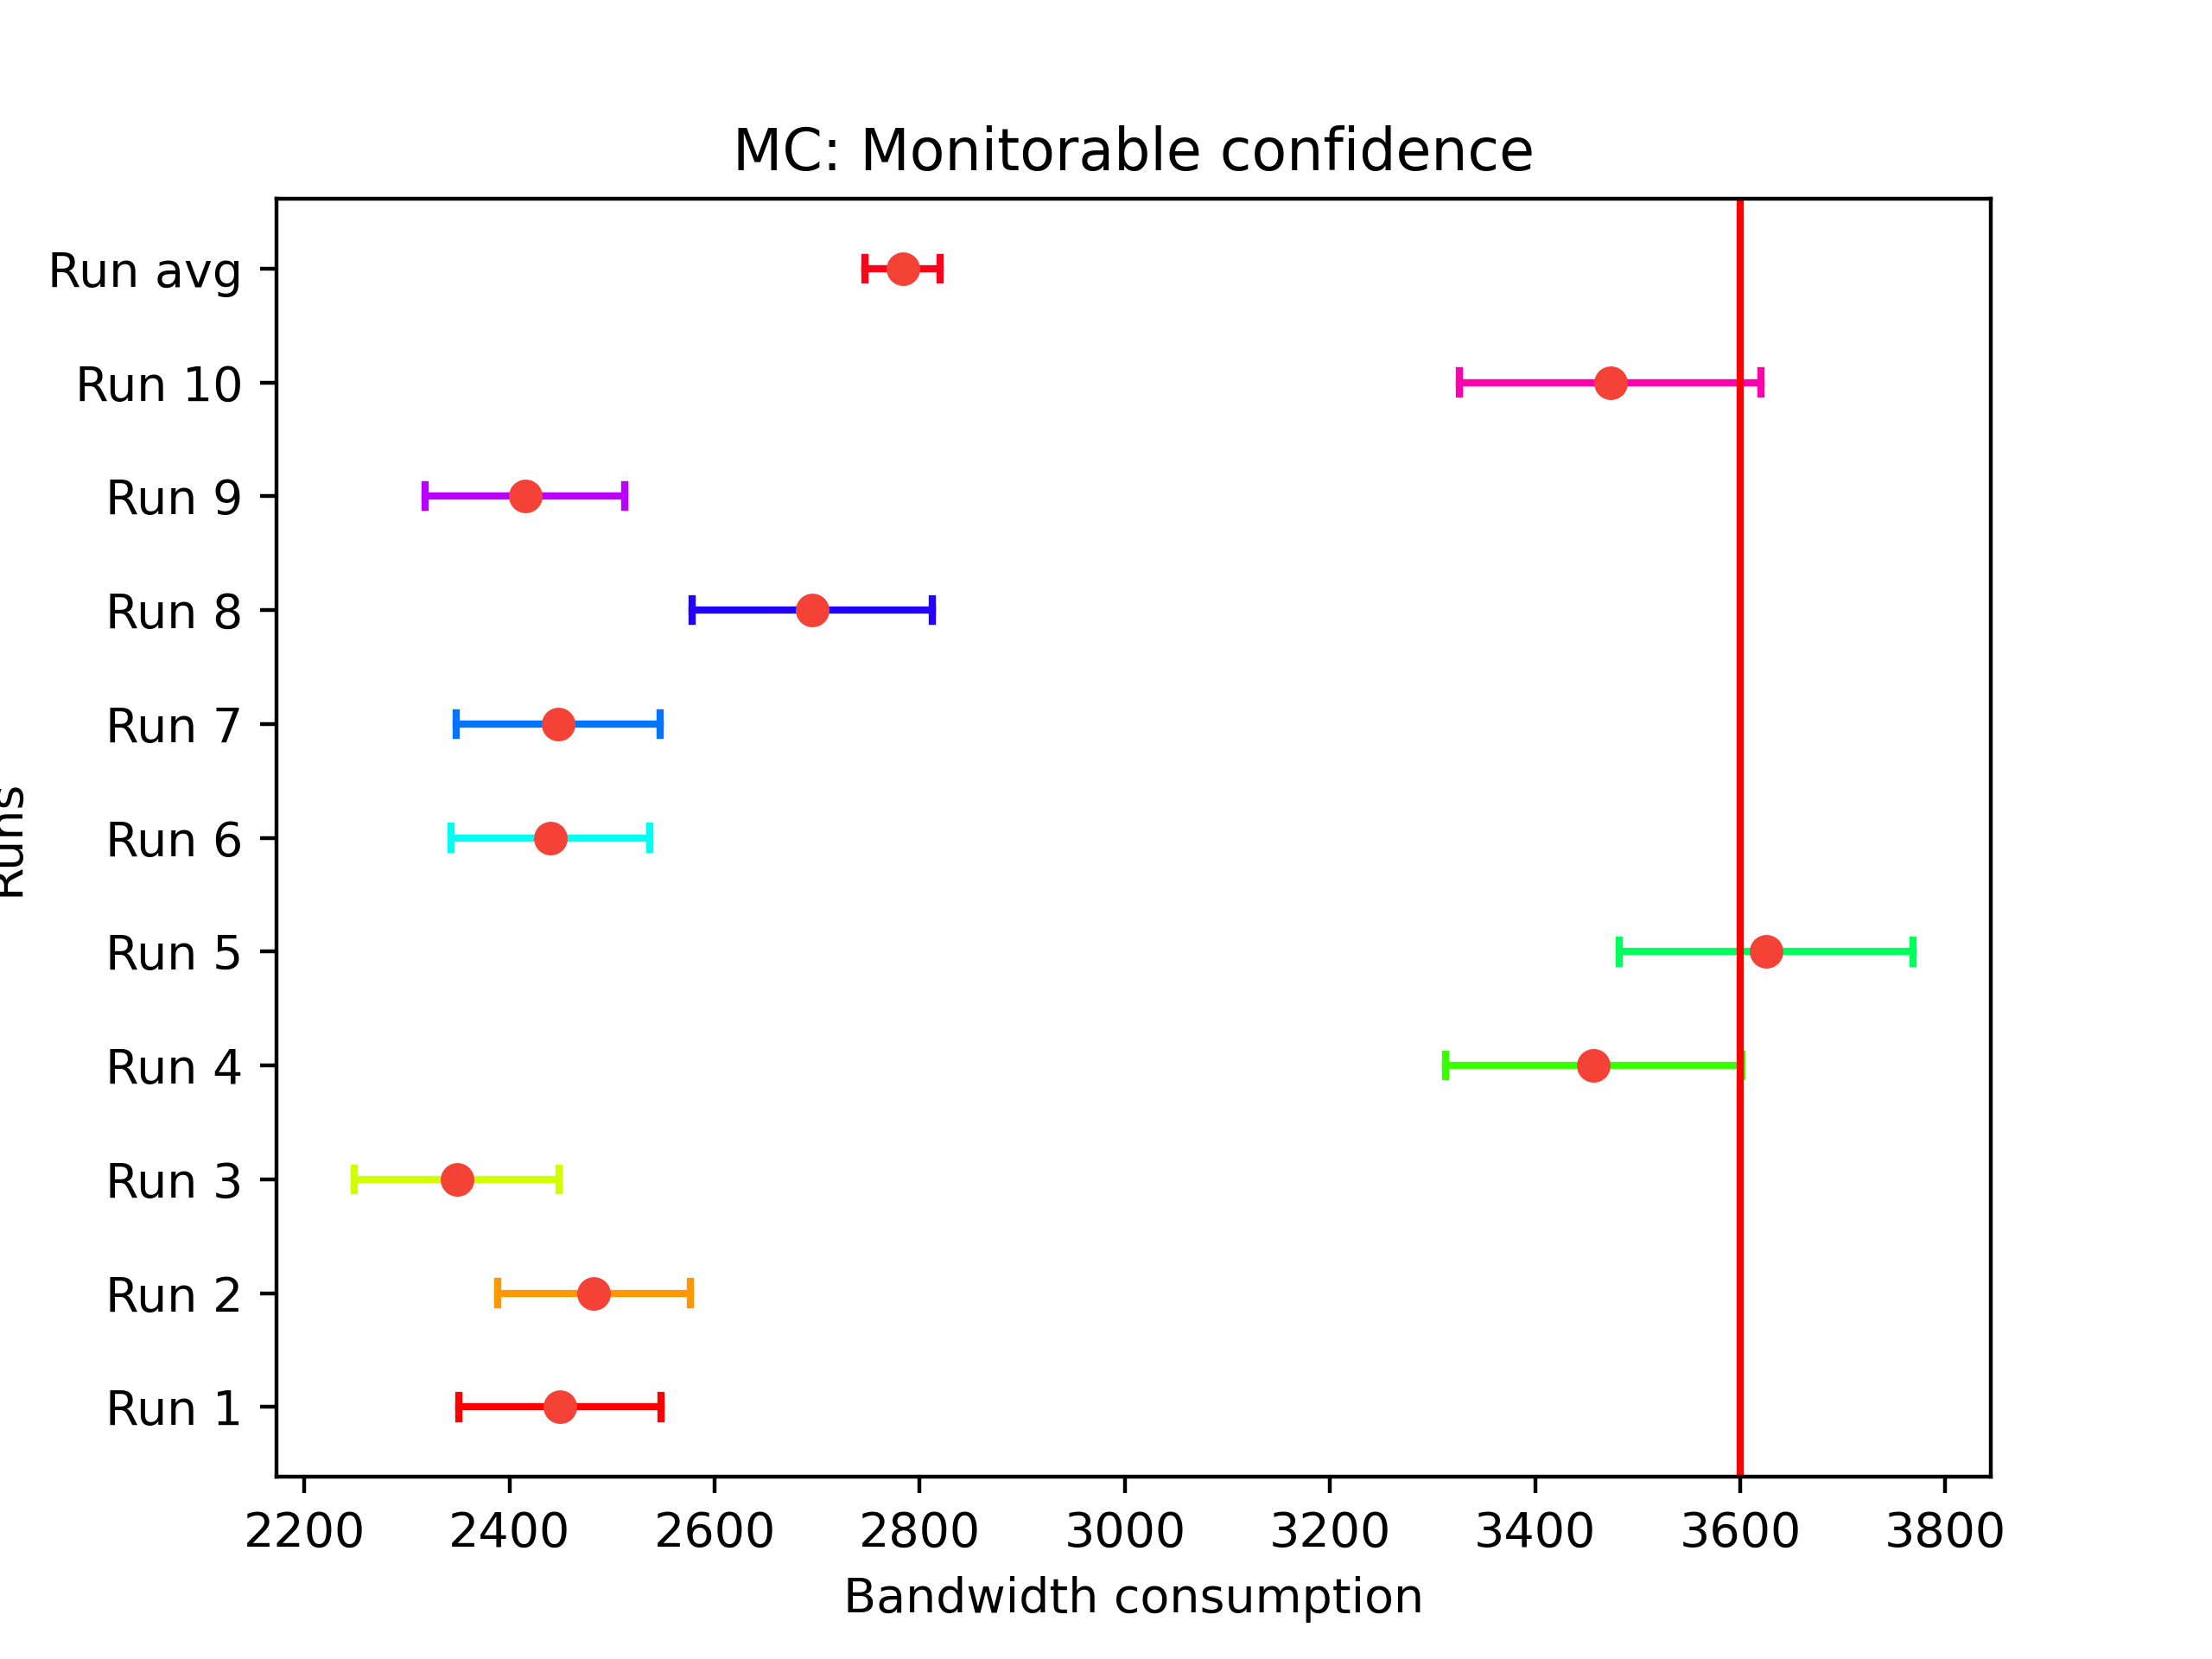 MC: Monitorable confidence
Run avg
Run 10
Run 9
Run 8
Run 7
Run 6
Run 5
Run 4
Run 3
Run 2
Run 1
Runs
2200 2400 2600 2800 3000 3200 3400 3600 3800
Bandwidth consumption